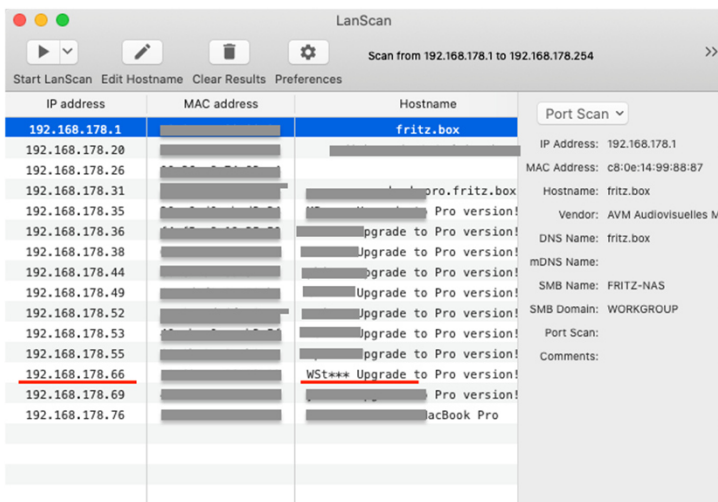 LanScan
Scan from 192.168.178.1 to 192.168.178.254
Start LanScan Edit Hostname Clear Results Preferences
IP address MAC address Hostname
192.168.178.1 fritz.box
192.168.178.20
192.168.178.26
192.168.178.31 pro.fritz.box
192.168.178.35 Pro version!
192.168.178.36 pgrade to Pro version!
192.168.178.38 Upgrade to Pro version!
192.168.178.44 pgrade to Pro version!
192.168.178.49 Upgrade to Pro version!
192.168.178.52 Upgrade to Pro version!
192.168.178.53 Upgrade to Pro version!
192.168.178.55 pgrade to Pro version!
192.168.178.66 WSt*** Upgrade to Pro version!
192.168.178.69 Pro version!
192.168.178.76 MacBook Pro
Port Scan
IP Address: 192.168.178.1
MAC Address: c8:0e:14:99:88:87
Hostname: fritz.box
Vendor: AVM Audiovisuelles M
DNS Name: fritz.box
mDNS Name:
SMB Name: FRITZ-NAS
SMB Domain: WORKGROUP
Port Scan:
Comments: